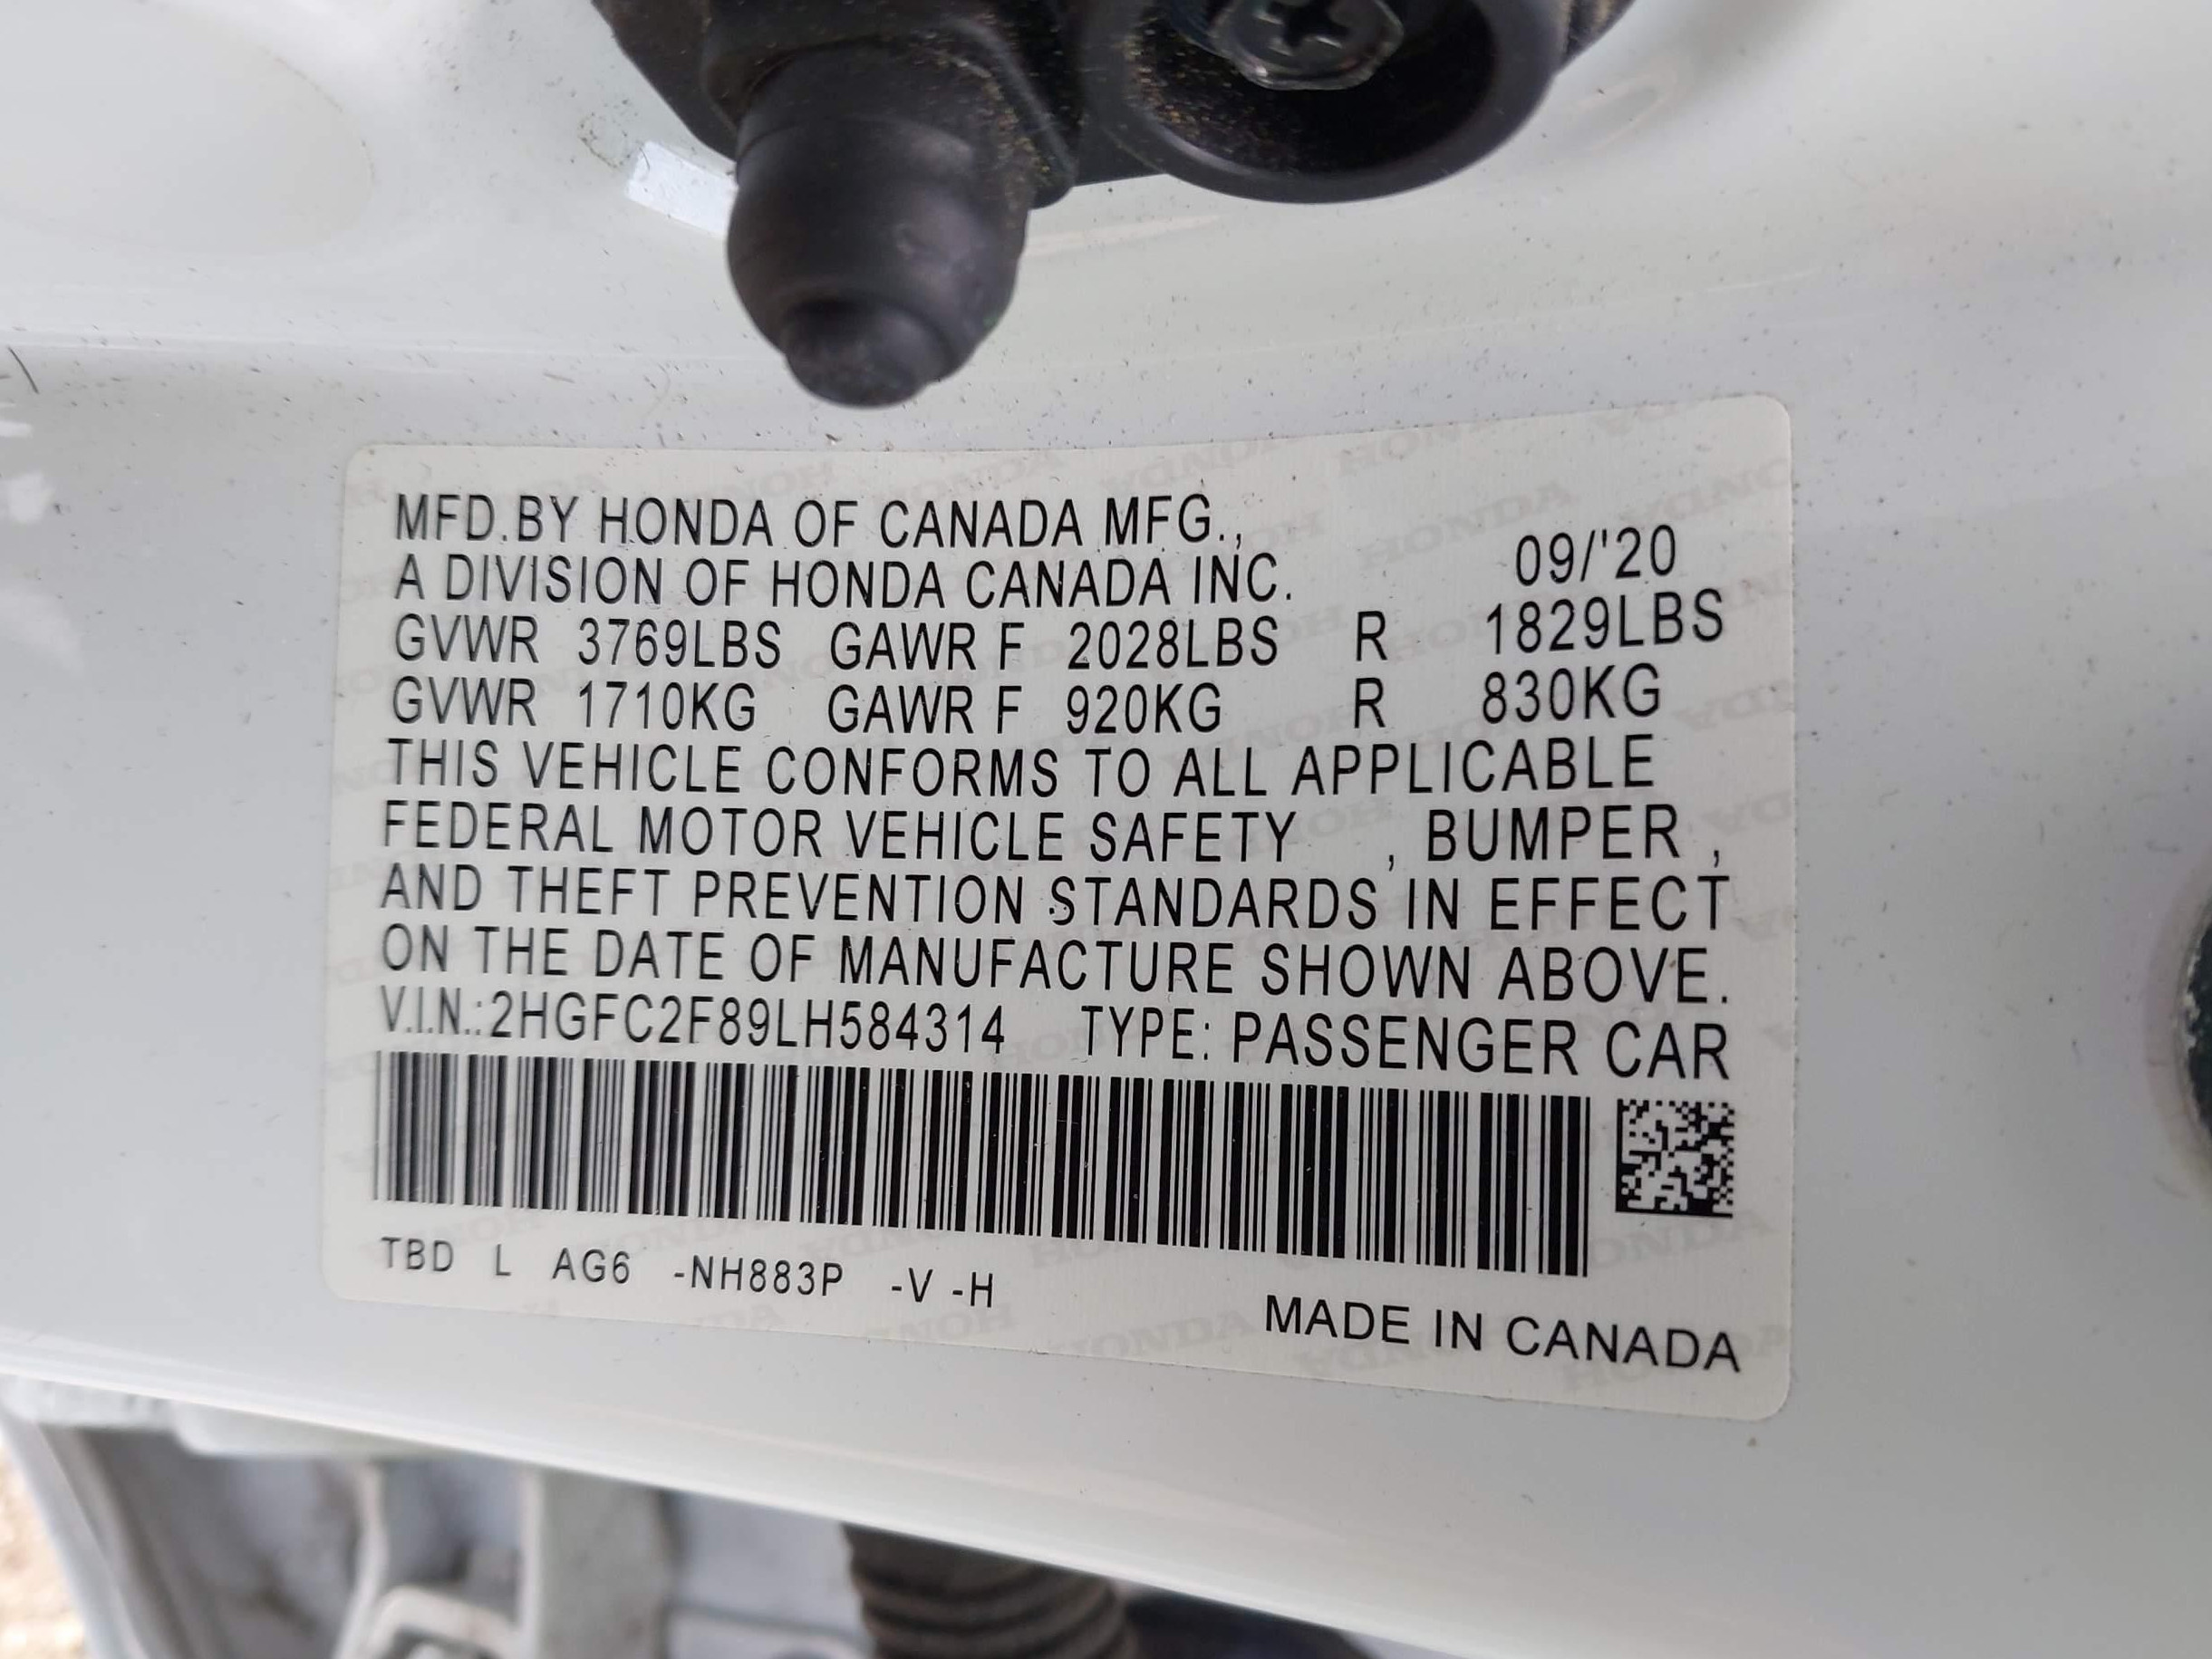 MFD.BY HONDA OF CANADA MFG.,
A DIVISION OF HONDA CANADA INC. 09/'20
GVWR 3769LBS GAWR F 2028LBS R 1829LBS
GVWR 1710KG GAWR F 920KG R 830KG
THIS VEHICLE CONFORMS TO ALL APPLICABLE
FEDERAL MOTOR VEHICLE SAFETY , BUMPER ,
AND THEFT PREVENTION STANDARDS IN EFFECT
ON THE DATE OF MANUFACTURE SHOWN ABOVE.
V.I.N.:2HGFC2F89LH584314 TYPE: PASSENGER CAR
TBD L AG6 -NH883P -V -H
MADE IN CANADA